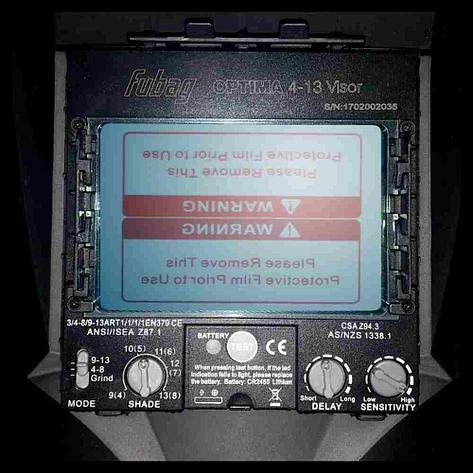 Fubag OPTIMA 4-13 Visor
S/N:1702002035
Protective Film Prior to Use
Please Remove This
WARNING
WARNING
Please Remove This
Protective Film Prior to Use
3/4-8/9-13ART1/1/1/1EN379 CE
ANSI/ISEA Z87.1
CSA Z94.3
AS/NZS 1338.1
BATTERY
TEST
CE
When pressing test button, if the led
indication fails to light, please replace
the battery. Battery: CR2450 Lithium
9-13
4-8
Grind
MODE
10(5)
11(6)
12
(7)
13(8)
9(4)
SHADE
Short
Long
DELAY
Low
High
SENSITIVITY